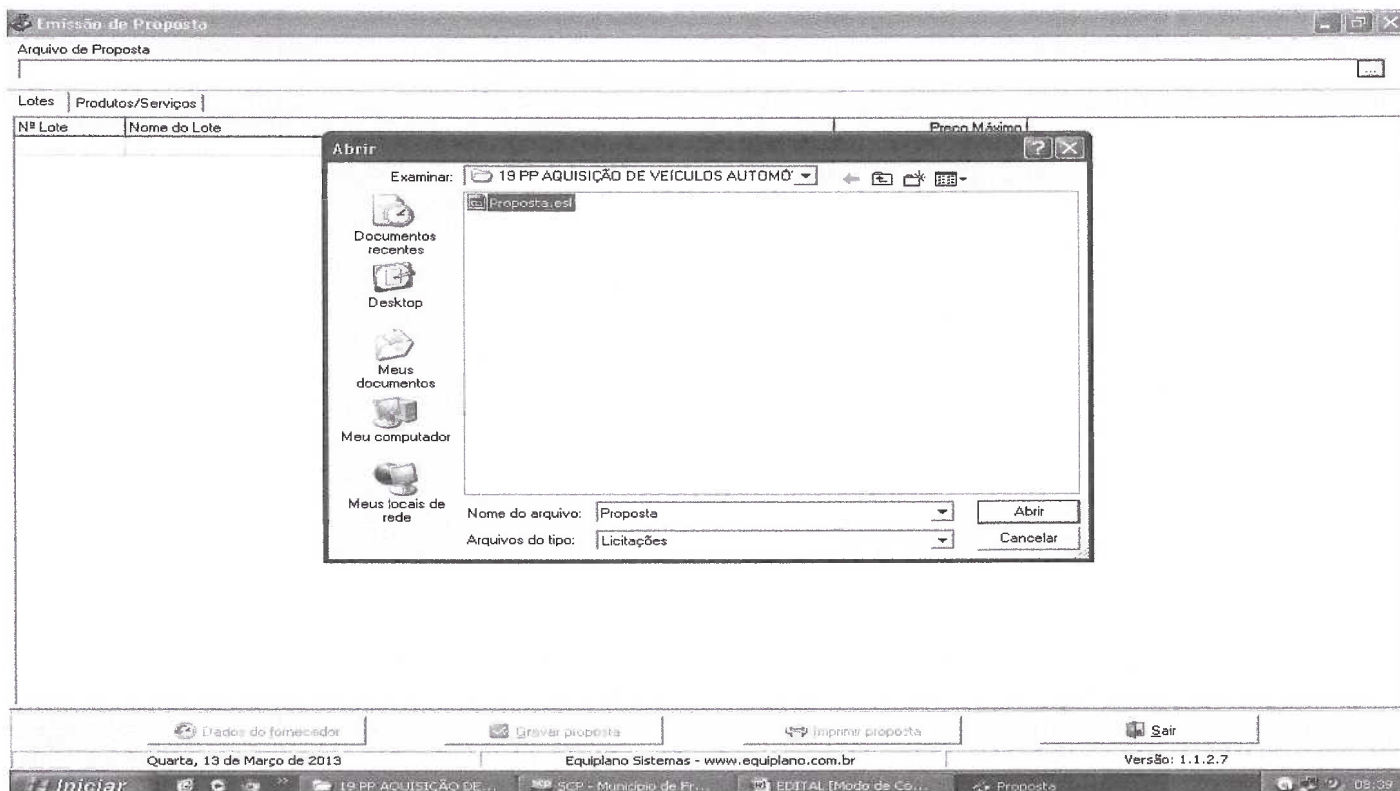 Emissão de Proposta
Arquivo de Proposta
...
Lotes Produtos/Serviços
Nº Lote Nome do Lote Preço Máximo
Abrir
Examinar: 19 PP AQUISIÇÃO DE VEÍCULOS AUTOMÓ
Proposta.esl
Documentos
recentes
Desktop
Meus
documentos
Meu computador
Meus locais de
rede
Nome do arquivo: Proposta Abrir
Arquivos do tipo: Licitações Cancelar
Dados do fornecedor Gravar proposta Imprimir proposta Sair
Quarta, 13 de Março de 2013 Equiplano Sistemas - www.equiplano.com.br Versão: 1.1.2.7
Iniciar 19 PP AQUISIÇÃO DE... SCP - Município de Fr... EDITAL [Modo de Co... Proposta 08:39